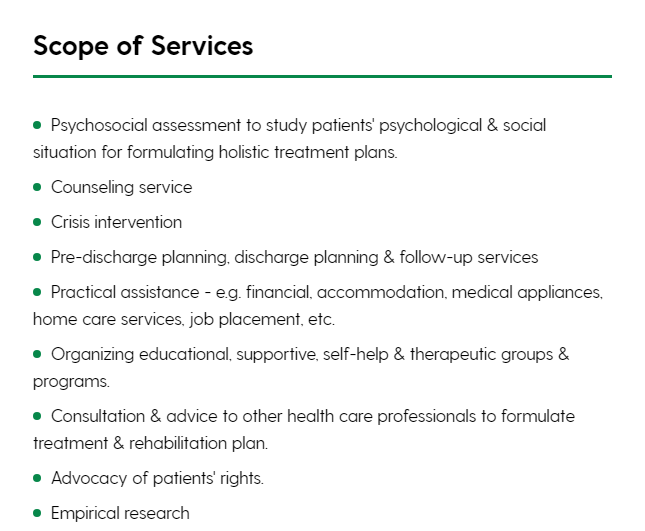 Scope of Services
• Psychosocial assessment to study patients' psychological & social
situation for formulating holistic treatment plans.
• Counseling service
• Crisis intervention
• Pre-discharge planning, discharge planning & follow-up services
• Practical assistance - e.g. financial, accommodation, medical appliances,
home care services, job placement, etc.
• Organizing educational, supportive, self-help & therapeutic groups &
programs.
• Consultation & advice to other health care professionals to formulate
treatment & rehabilitation plan.
• Advocacy of patients' rights.
• Empirical research